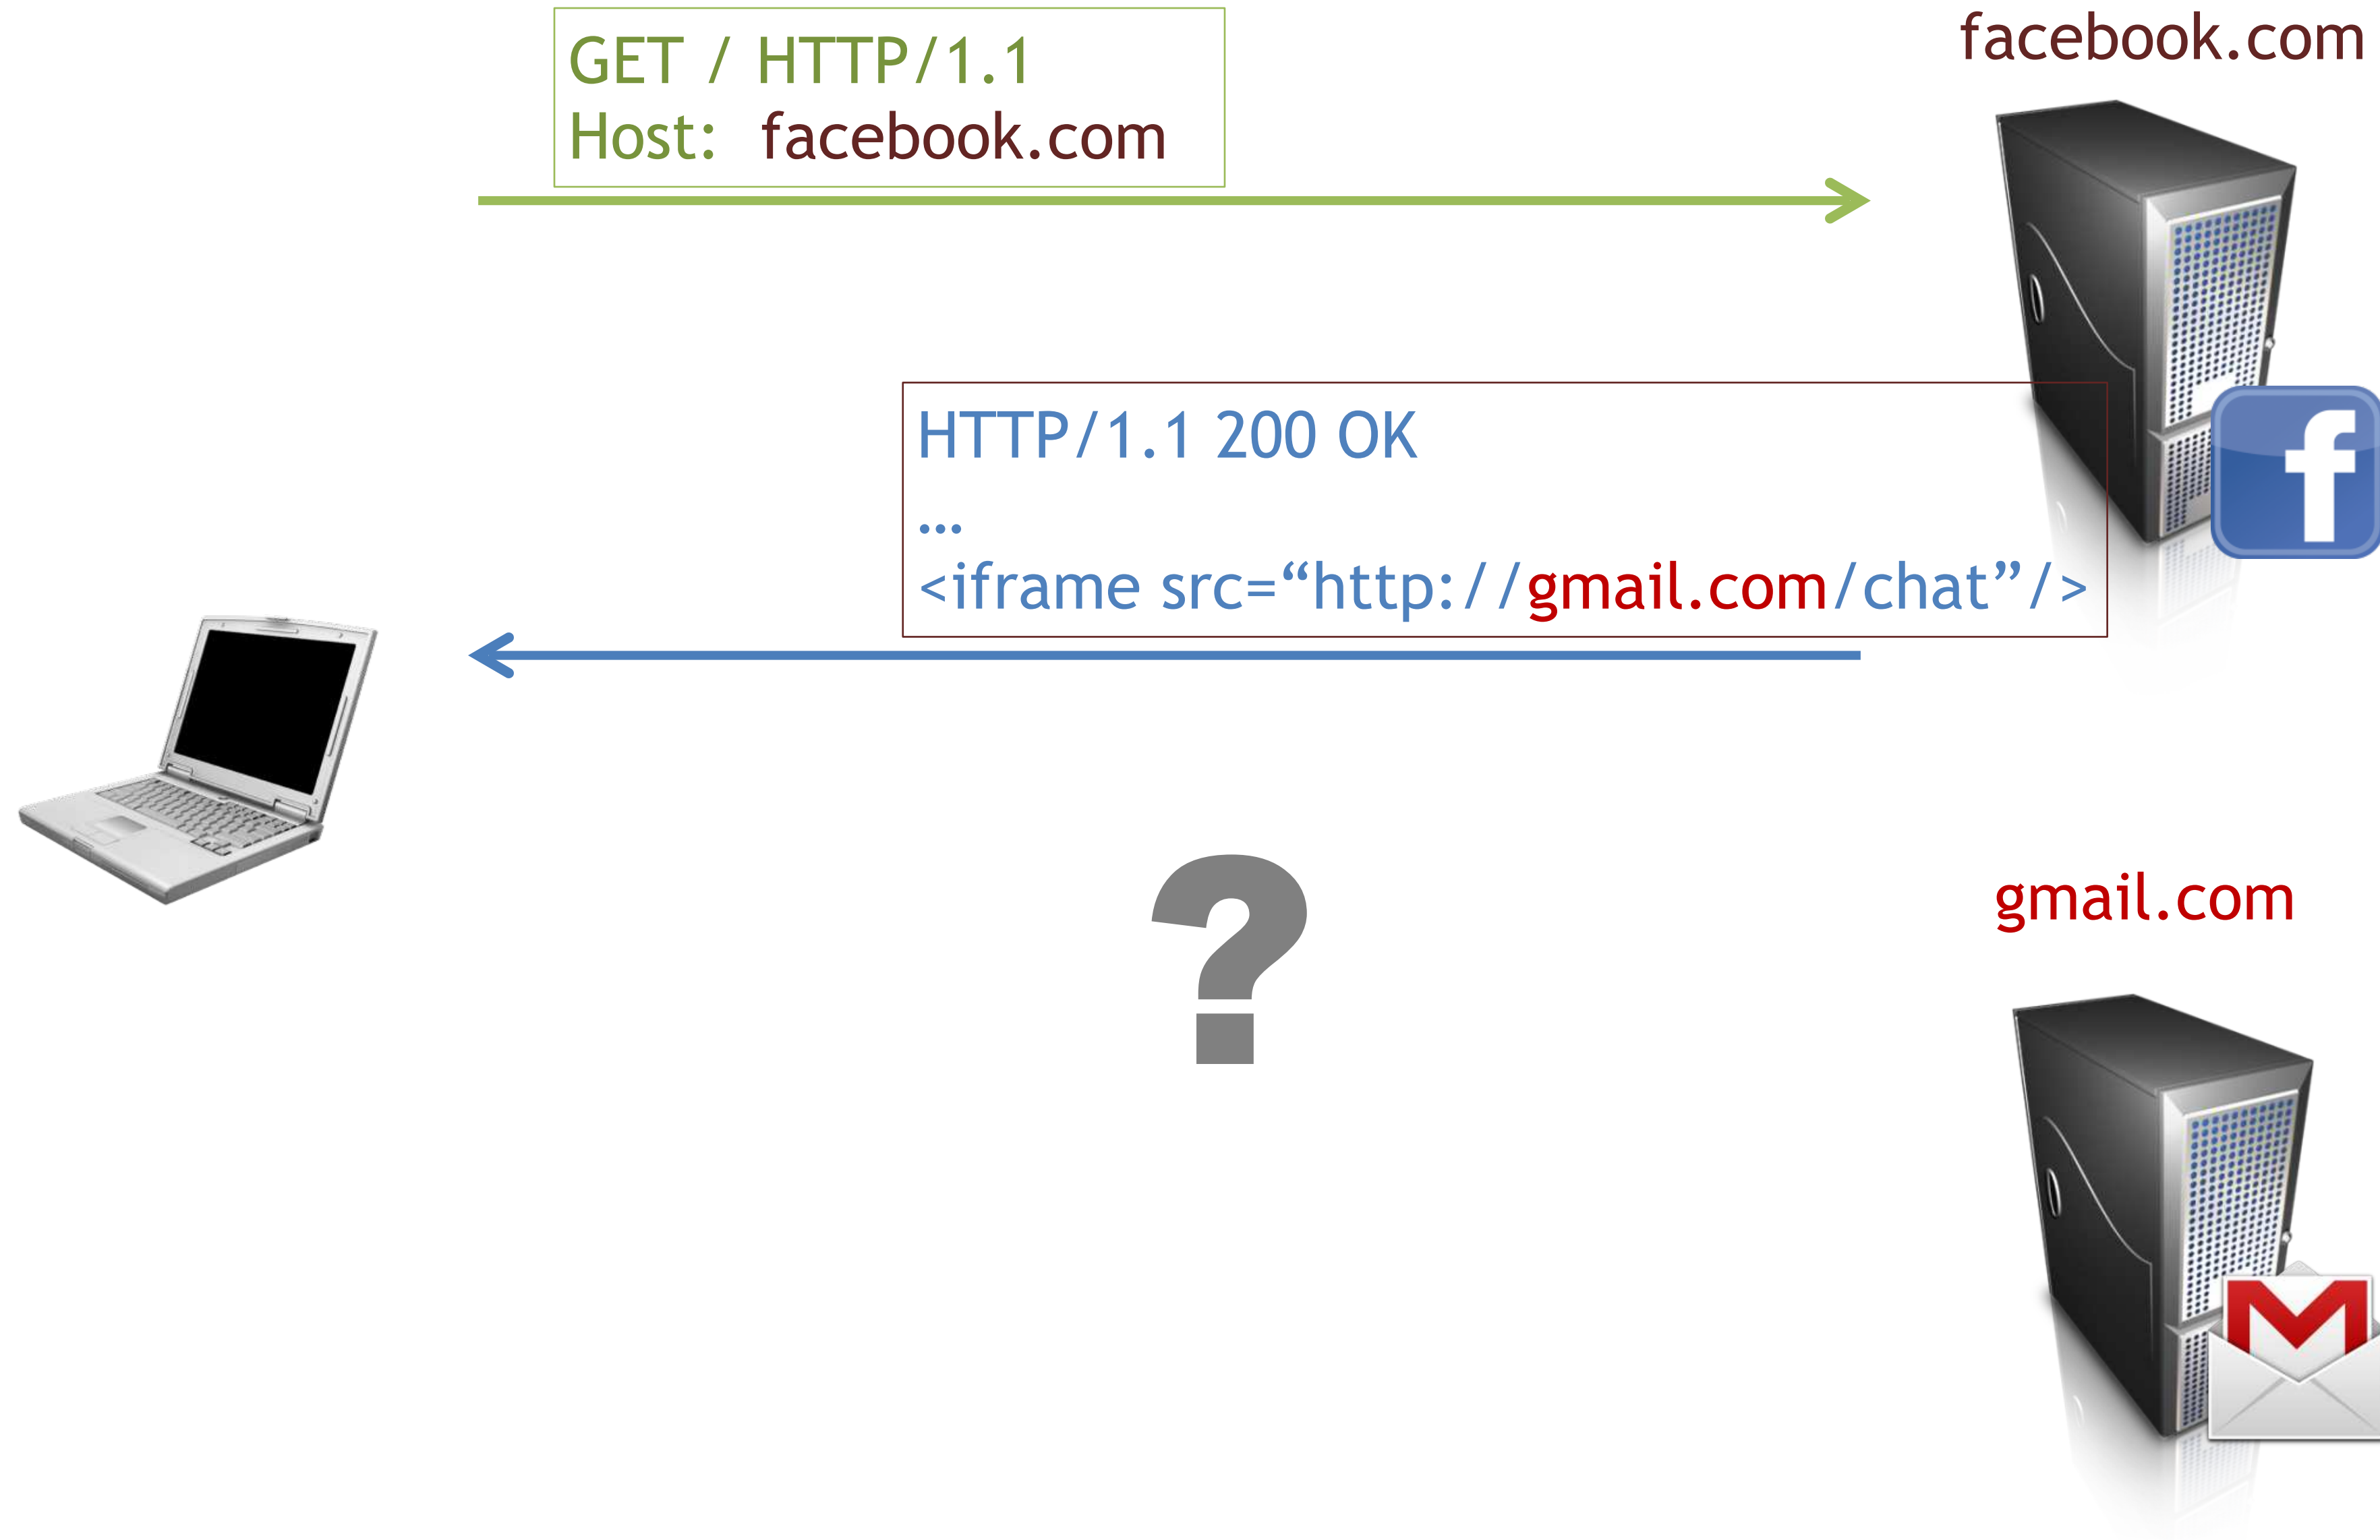 facebook.com
GET / HTTP/1.1
Host: facebook.com
HTTP/1.1 200 OK
...
<iframe src=“http://gmail.com/chat”/>
?
gmail.com